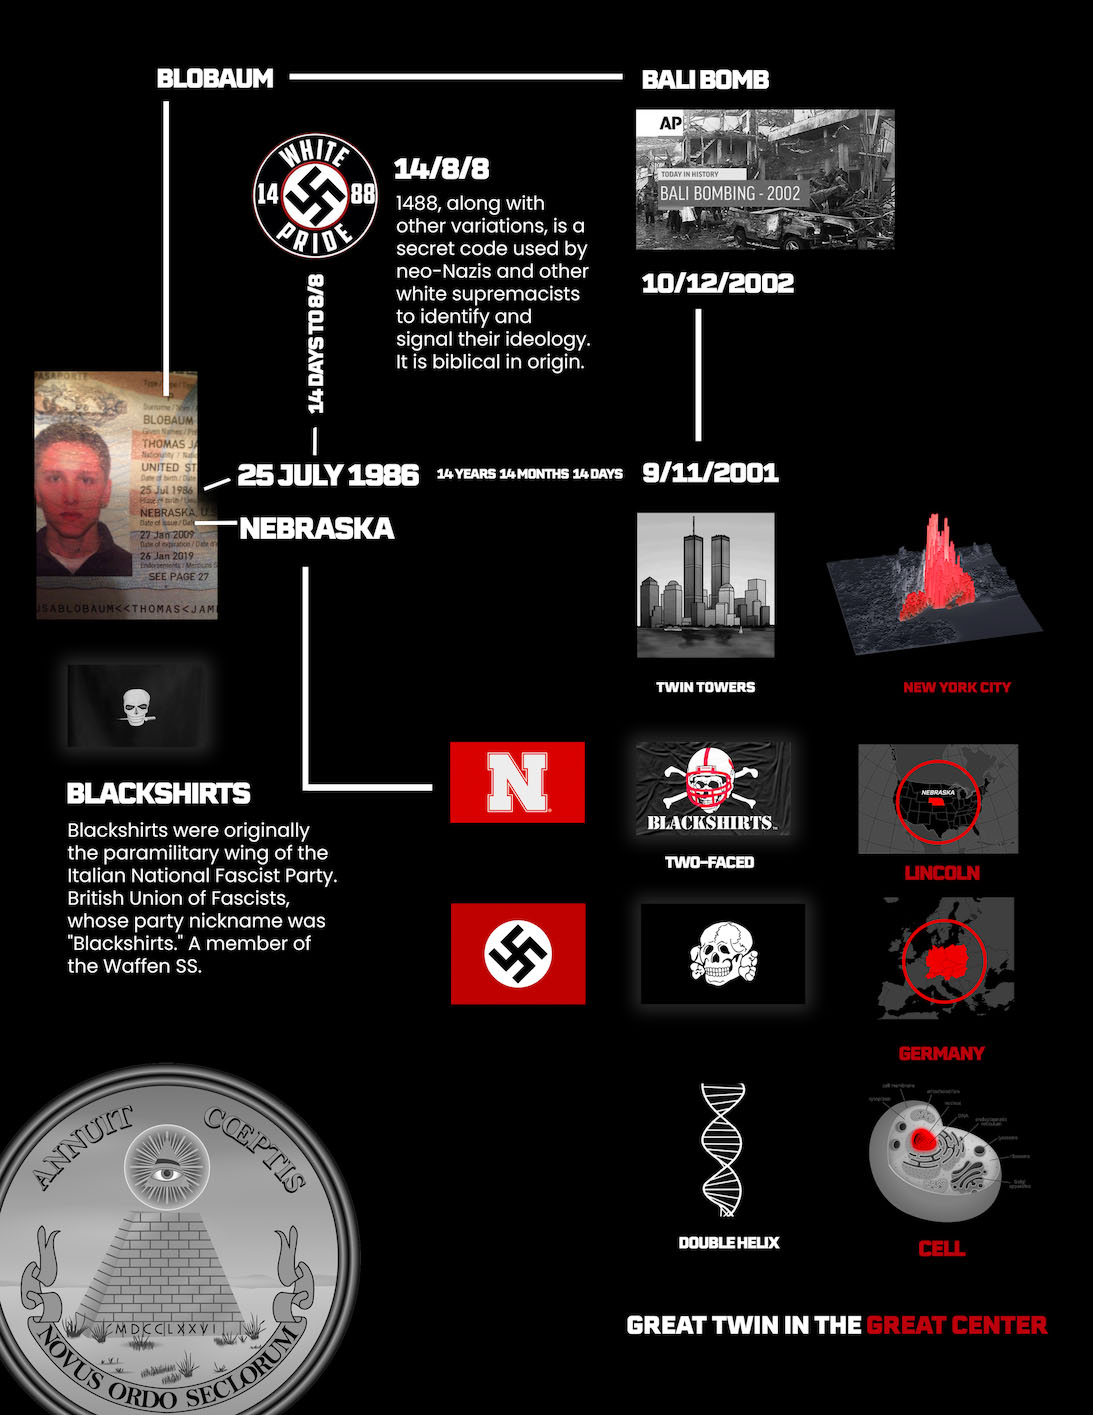 BLOBAUM
BALI BOMB
AP
TODAY IN HISTORY
BALI BOMBING - 2002
10/12/2002
WHITE
14
88
PRIDE
14/8/8
1488, along with
other variations, is a
secret code used by
neo-Nazis and other
white supremacists
to identify and
signal their ideology.
It is biblical in origin.
14 DAYS TO 8/8
PASAPORTE
BLOBAUM
THOMAS JA
UNITED ST
Date of birth /
25 Jul 1986
NEBRASKA, U.S
27 Jan 2009
26 Jan 2019
SEE PAGE 27
USABLOBAUM<<THOMAS<JAM
25 JULY 1986
14 YEARS 14 MONTHS 14 DAYS
9/11/2001
NEBRASKA
TWIN TOWERS
NEW YORK CITY
N
BLACKSHIRTS
TWO-FACED
NEBRASKA
LINCOLN
BLACKSHIRTS
Blackshirts were originally
the paramilitary wing of the
Italian National Fascist Party.
British Union of Fascists,
whose party nickname was
"Blackshirts." A member of
the Waffen SS.
GERMANY
ANNUIT
CŒPTIS
MDCCLXXVI
NOVUS ORDO SECLORUM
cell membrane
DOUBLE HELIX
CELL
GREAT TWIN IN THE GREAT CENTER